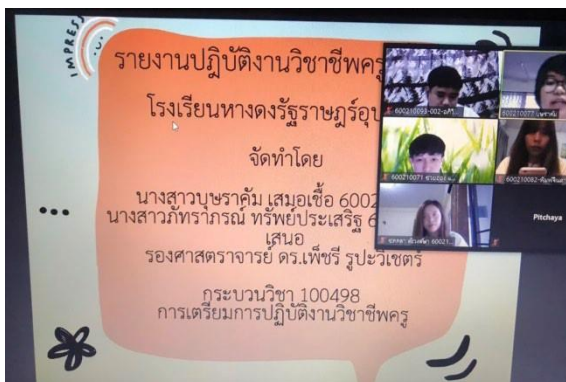 IMPRESS
รายงานปฏิบัติงานวิชาชีพครู
โรงเรียนหางดงรัฐราษฎร์อุป
จัดทำโดย
นางสาวบุษราคัม เสมอเชื้อ 6002
นางสาวภัทราภรณ์ ทรัพย์ประเสริฐ 6
เสนอ
รองศาสตราจารย์ ดร.เพ็ชรี รูปะวิเชตร์
กระบวนวิชา 100498
การเตรียมการปฏิบัติงานวิชาชีพครู
600210077 บุษราคัม
Pitchaya